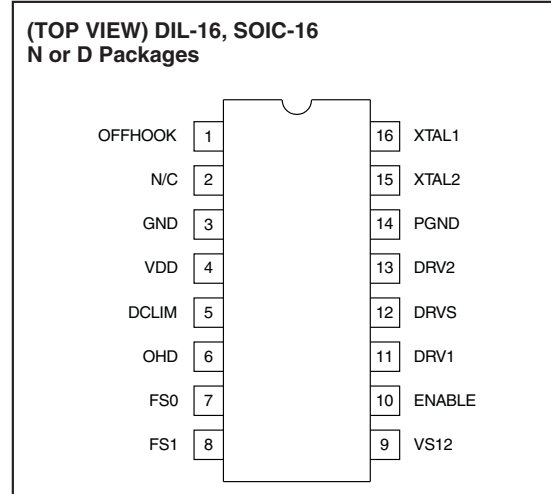 (TOP VIEW) DIL-16, SOIC-16
N or D Packages
OFFHOOK 1 16 XTAL1
N/C 2 15 XTAL2
GND 3 14 PGND
VDD 4 13 DRV2
DCLIM 5 12 DRVS
OHD 6 11 DRV1
FS0 7 10 ENABLE
FS1 8 9 VS12